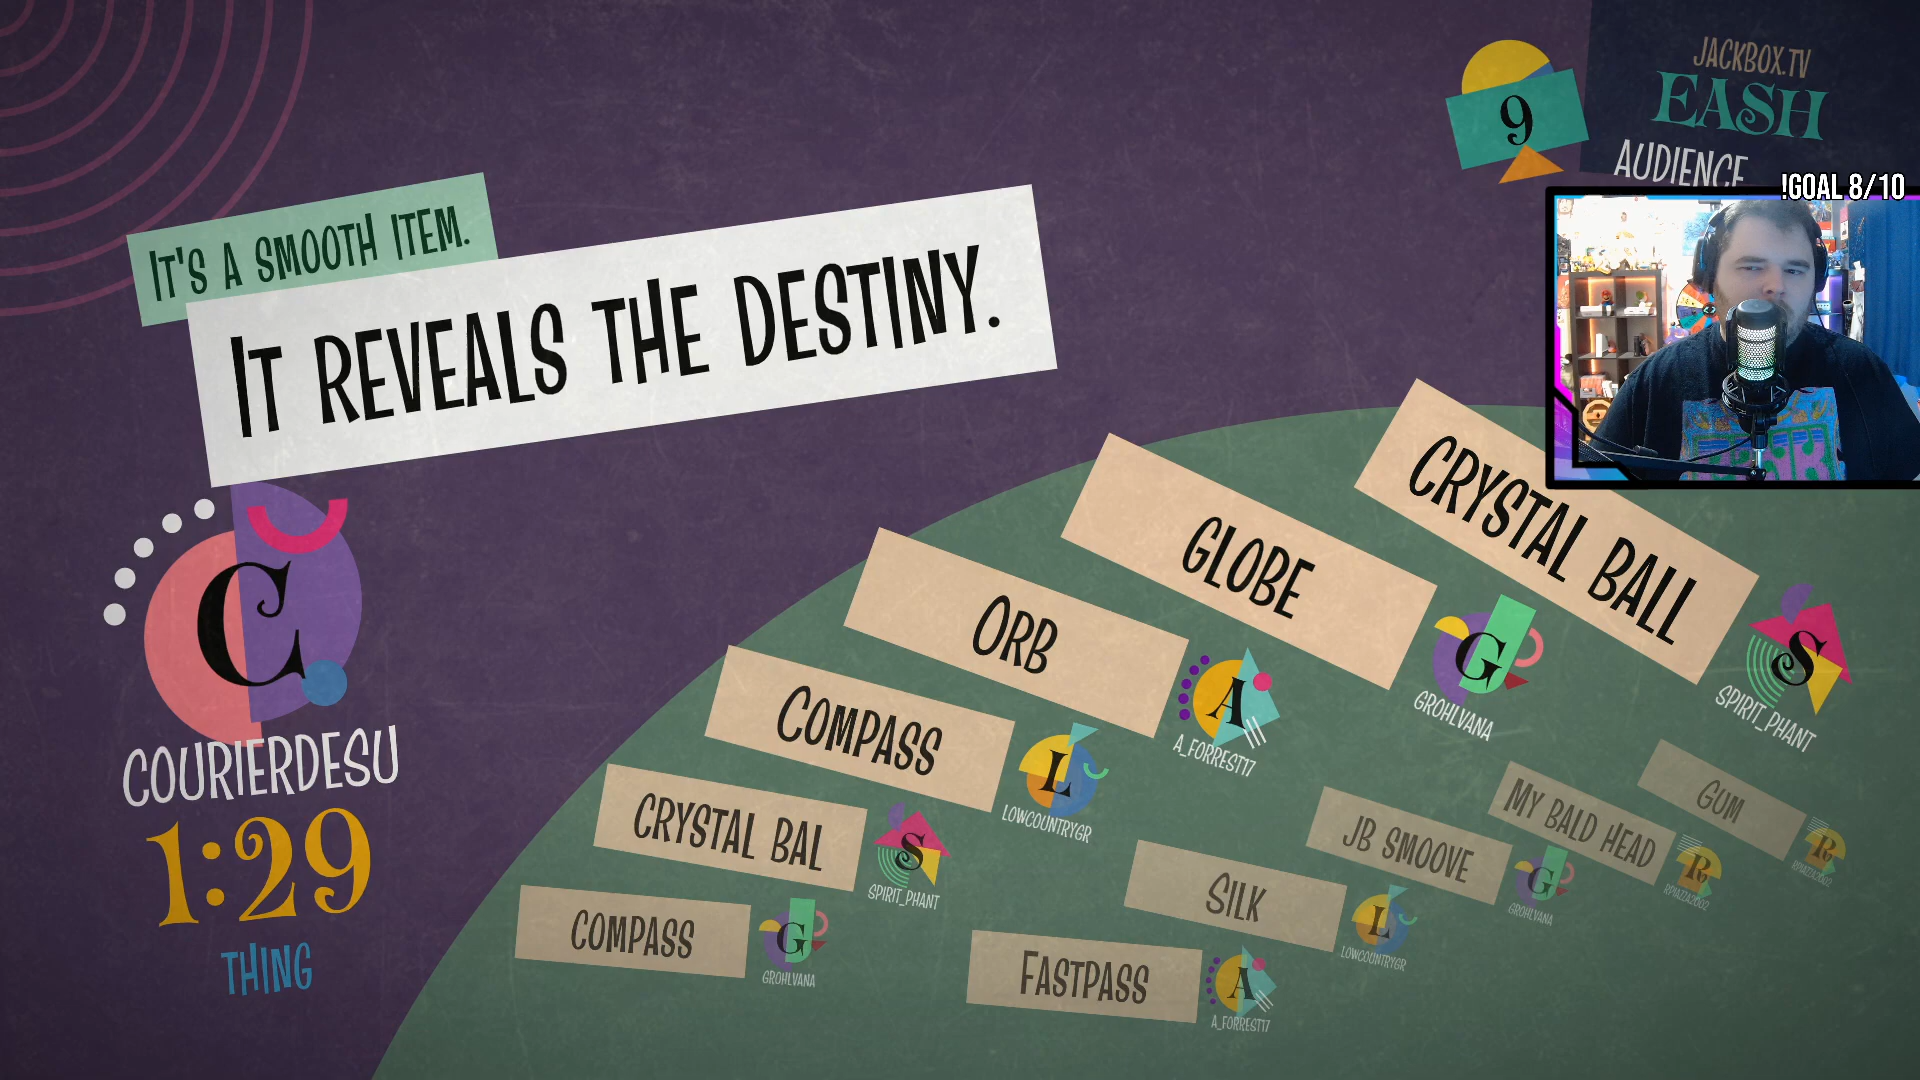 JACKBOX.TV
EASH
AUDIENCE
9
!GOAL 8/10
IT'S A SMOOTH ITEM.
IT REVEALS THE DESTINY.
C
COURIERDESU
1:29
THING
CRYSTAL BALL
S
SPIRIT_PHANT
GLOBE
G
GROHLVANA
ORB
A
A_FORREST17
COMPASS
L
LOWCOUNTRYGR
CRYSTAL BAL
S
SPIRIT_PHANT
COMPASS
G
GROHLVANA
GUM
R
RPIAZZA2002
MY BALD HEAD
R
RPIAZZA2002
JB SMOOVE
G
GROHLVANA
SILK
L
LOWCOUNTRYGR
FASTPASS
A
A_FORREST17